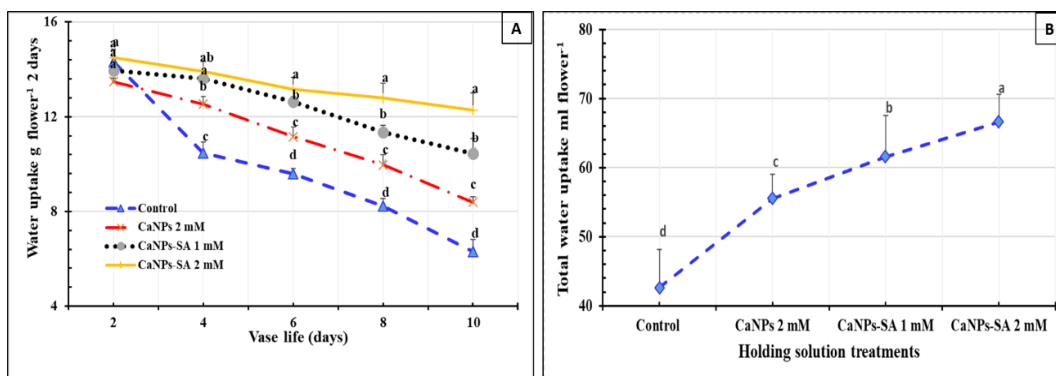 A
Water uptake g flower⁻¹ 2 days
16
12
8
4
a
a
a
a
ab
a
b
c
a
b
c
d
a
b
c
d
a
b
c
d
Control
CaNPs 2 mM
CaNPs-SA 1 mM
CaNPs-SA 2 mM
2 4 6 8 10
Vase life (days)
B
Total water uptake ml flower⁻¹
80
70
60
50
40
d
c
b
a
Control CaNPs 2 mM CaNPs-SA 1 mM CaNPs-SA 2 mM
Holding solution treatments